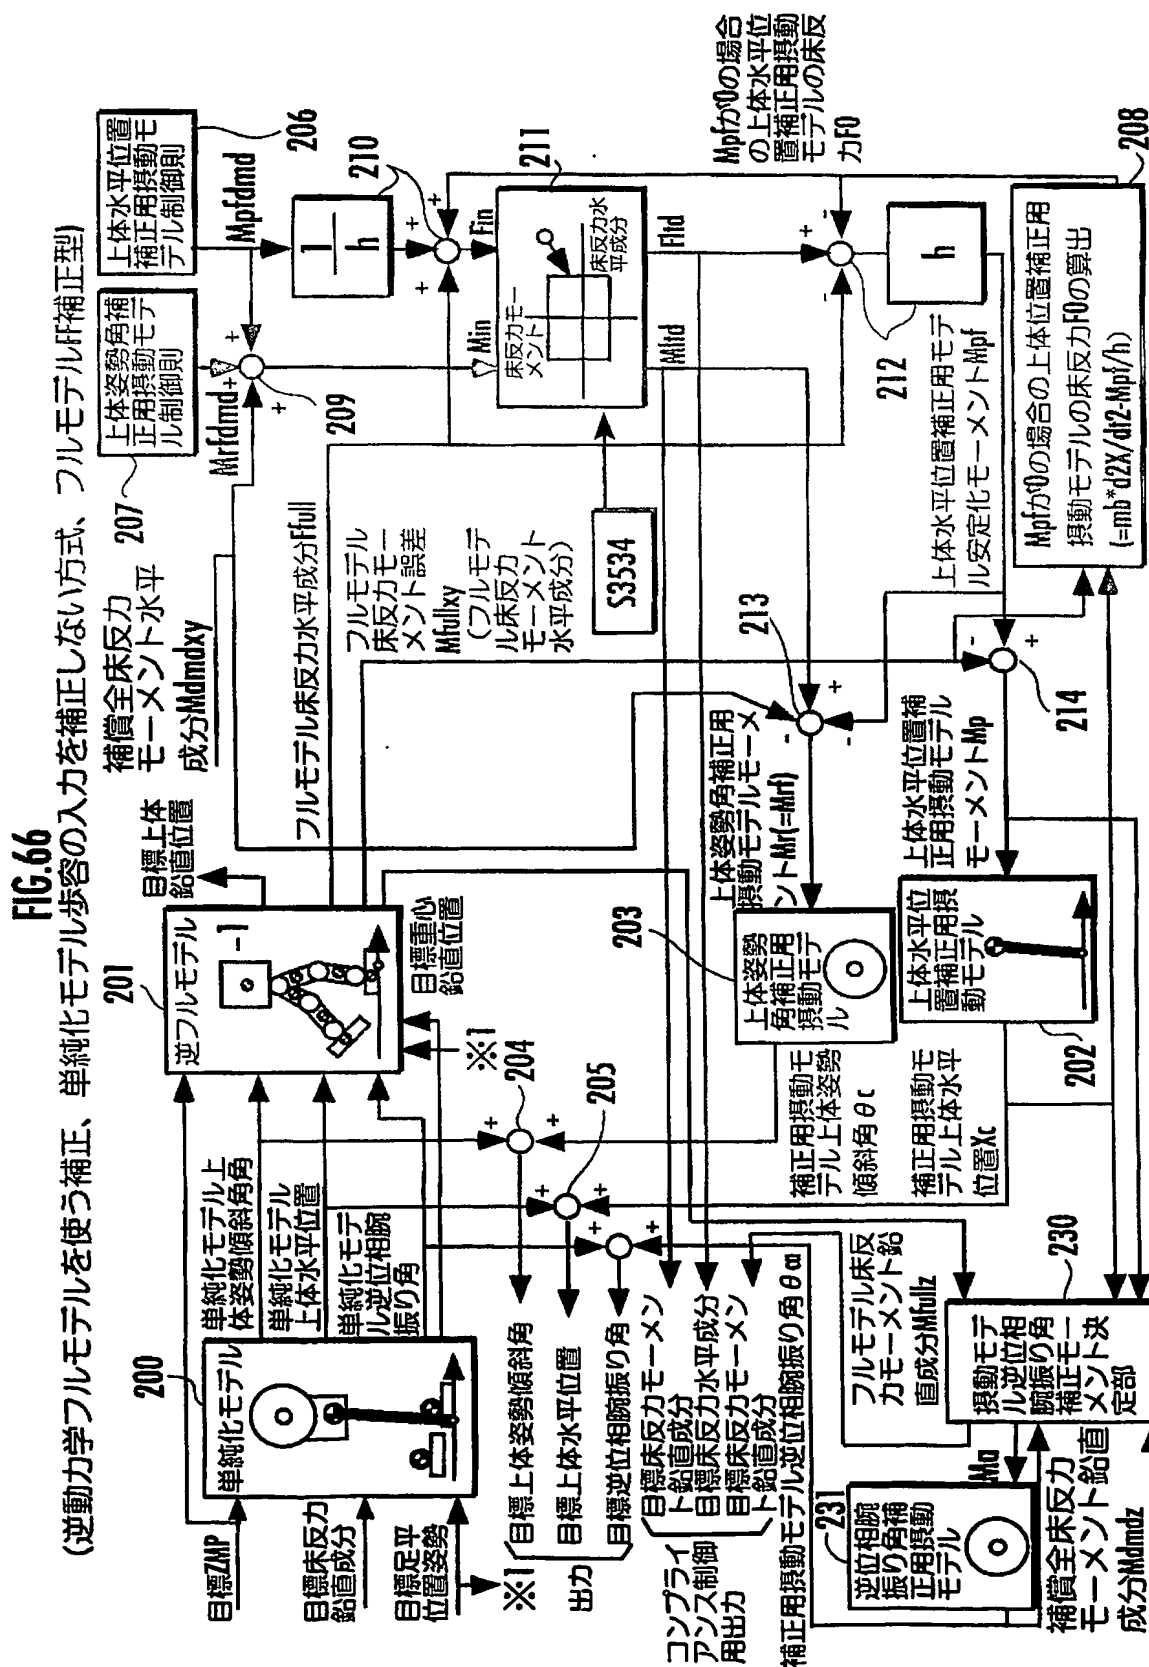 FIG.66
(逆動力学フルモデルを使う補正、単純化モデル歩容の入力を補正しない方式、フルモデルFF補正型)
目標ZMP
目標床反力
鉛直成分
目標足平
位置姿勢
※1
200
単純化モデル
単純化モデル上
体姿勢傾斜角角
単純化モデル
上体水平位置
単純化モデ
ル逆位相腕
振り角
201
逆フルモデル
-1
※1
目標上体
鉛直位置
目標重心
鉛直位置
補償全床反力
モーメント水平
成分Mdmdxy
フルモデル床反力水平成分Ffull
フルモデル
床反力モー
メント誤差
Mfullxy
(フルモデ
ル床反力
モーメント
水平成分)
207
上体姿勢角補補
正用摂動モデ
ル制御則
Mrfdmd
206
上体水平位置
補正用摂動モ
デル制御則
Mpfdmd
+
+
+
209
1
h
210
+
+
+
Fin
Min
211
床反力モー
メント
床反力水
平成分
S3534
Mltd
Fltd
Mpfが0の場合
の上体水平位
置補正用摂動
モデルの床反
力F0
+
-
-
212
h
上体水平位置補正用モデ
ル安定化モーメントMpf
208
Mpfが0の場合の上体位置補正用
摂動モデルの床反力F0の算出
(=mb*d2X/dt2-Mpf/h)
213
+
-
-
214
-
+
上体姿勢角補正用
摂動モデルモーメ
ントMr(=Mrf)
上体水平位置補
正用摂動モデル
モーメントMp
203
上体姿勢
角補正用
摂動モデ
ル
202
上体水平位
置補正用摂
動モデル
補正用摂動モ
デル上体姿勢
傾斜角θc
補正用摂動モ
デル上体水平
位置Xc
204
+
+
205
+
+
+
+
目標上体姿勢傾斜角
目標上体水平位置
目標逆位相腕振り角
出力
目標床反力モーメン
ト鉛直成分
目標床反力水平成分
目標床反力モーメン
ト鉛直成分
コンプライ
アンス制御
用出力
補正用摂動モデル逆位相腕振り角θca
フルモデル床反
力モーメント鉛
直成分Mfullz
230
摂動モデ
ル逆位相
腕振り角
補正モー
メント決
定部
Ma
231
逆位相腕
振り角補
正用摂動
モデル
補償全床反力
モーメント鉛直
成分Mdmdz